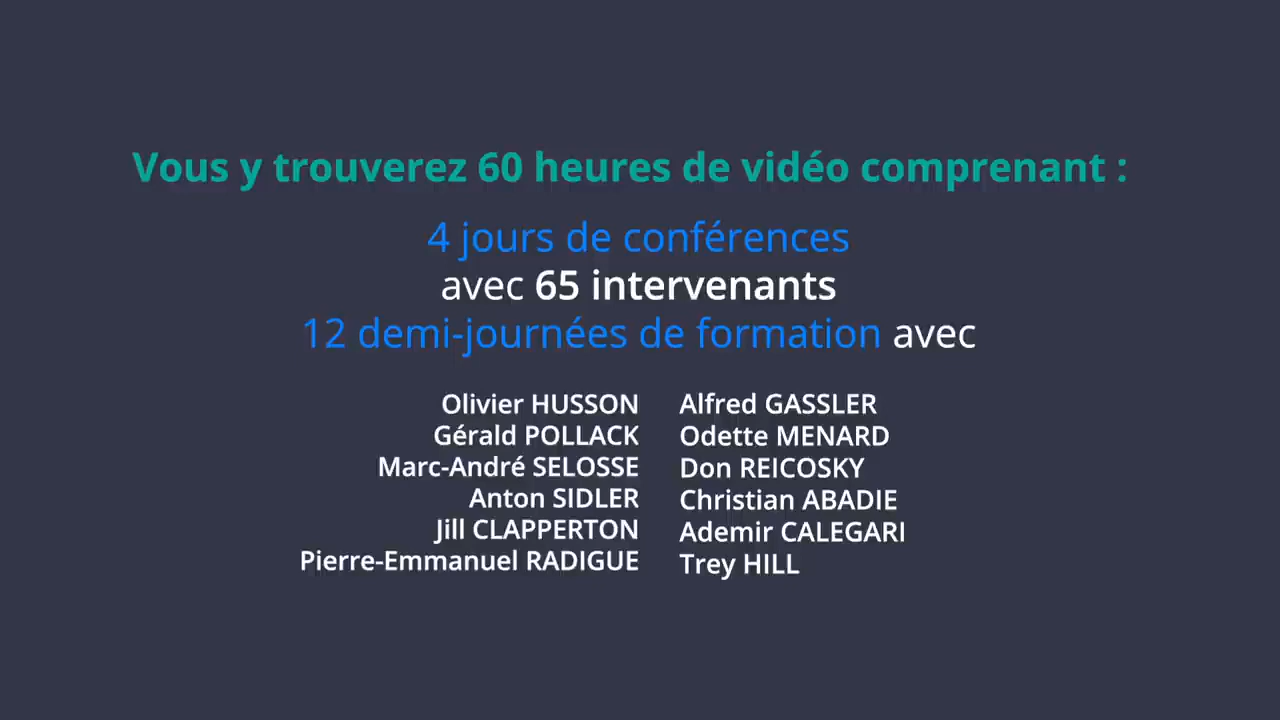 Vous y trouverez 60 heures de vidéo comprenant :
4 jours de conférences
avec 65 intervenants
12 demi-journées de formation avec
Olivier HUSSON
Gérald POLLACK
Marc-André SELOSSE
Anton SIDLER
Jill CLAPPERTON
Pierre-Emmanuel RADIGUE
Alfred GASSLER
Odette MENARD
Don REICOSKY
Christian ABADIE
Ademir CALEGARI
Trey HILL